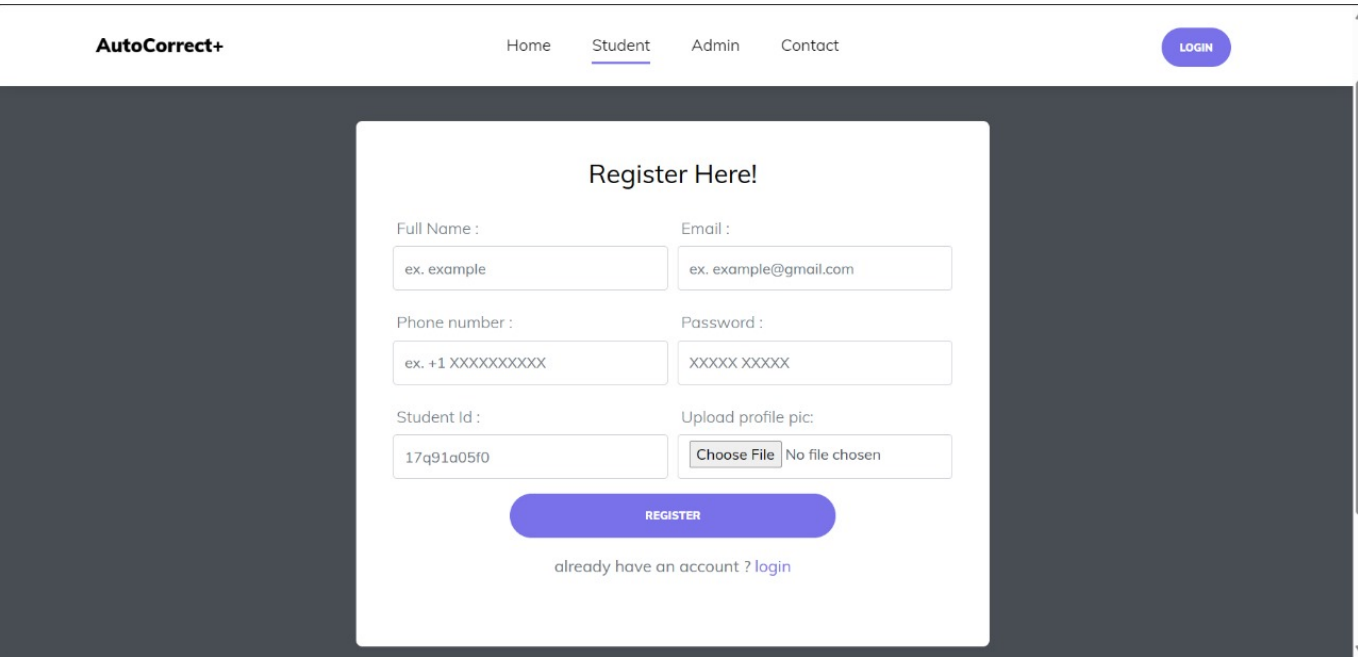 AutoCorrect+ Home Student Admin Contact LOGIN
Register Here!
Full Name : Email :
ex. example ex. example@gmail.com
Phone number : Password :
ex. +1 XXXXXXXXXX XXXXX XXXXX
Student Id : Upload profile pic:
17q91a05f0 Choose File No file chosen
REGISTER
already have an account ? login